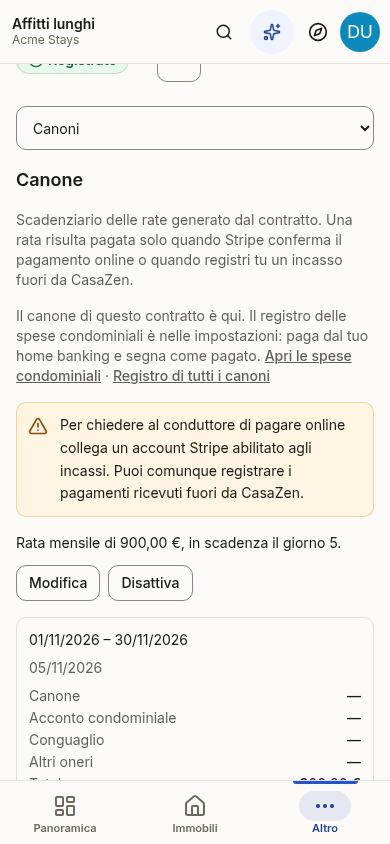 Affitti lunghi
Acme Stays
DU
Canoni
Canone
Scadenziario delle rate generato dal contratto. Una
rata risulta pagata solo quando Stripe conferma il
pagamento online o quando registri tu un incasso
fuori da CasaZen.
Il canone di questo contratto è qui. Il registro delle
spese condominiali è nelle impostazioni: paga dal tuo
home banking e segna come pagato. Apri le spese
condominiali · Registro di tutti i canoni
Per chiedere al conduttore di pagare online
collega un account Stripe abilitato agli
incassi. Puoi comunque registrare i
pagamenti ricevuti fuori da CasaZen.
Rata mensile di 900,00 €, in scadenza il giorno 5.
Modifica Disattiva
01/11/2026 – 30/11/2026
05/11/2026
Canone —
Acconto condominiale —
Conguaglio —
Altri oneri —
Panoramica Immobili Altro